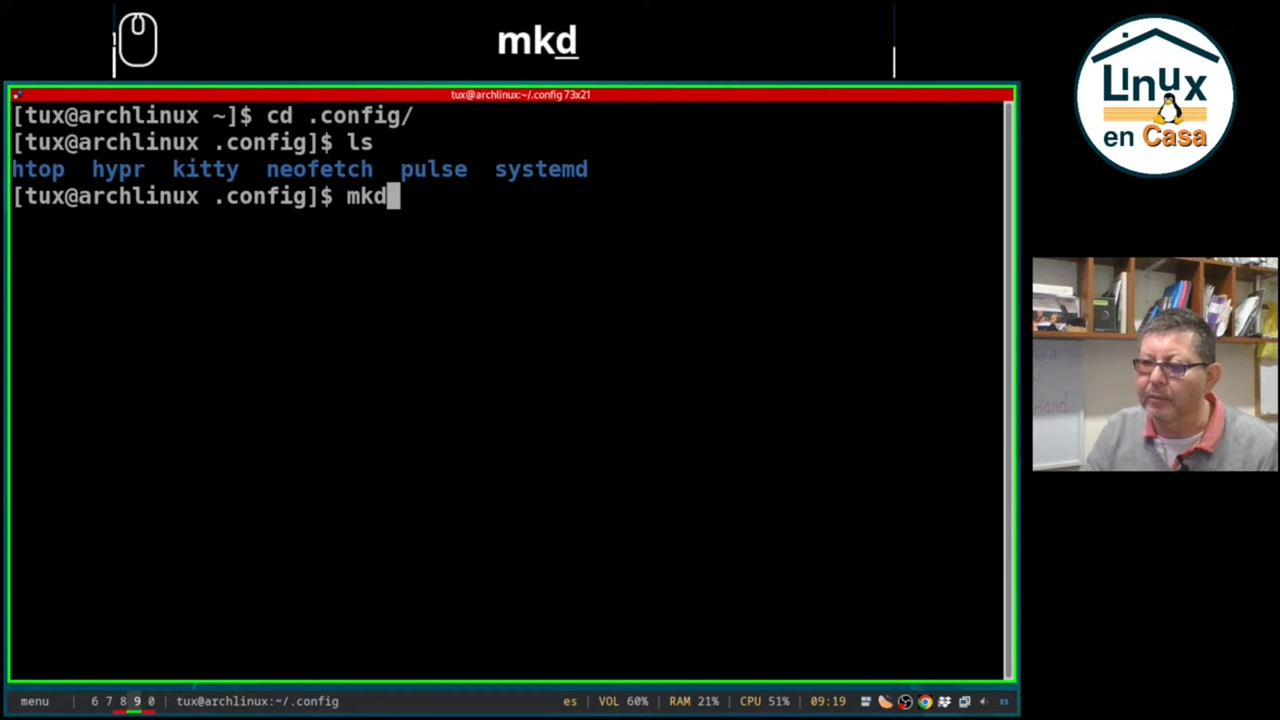 mkd
tux@archlinux:~/.config 73x21
[tux@archlinux ~]$ cd .config/
[tux@archlinux .config]$ ls
htop  hypr  kitty  neofetch  pulse  systemd
[tux@archlinux .config]$ mkd
Linux
en Casa
menu 6 7 8 9 0 tux@archlinux:~/.config es VOL 60% RAM 21% CPU 51% 09:19 ES